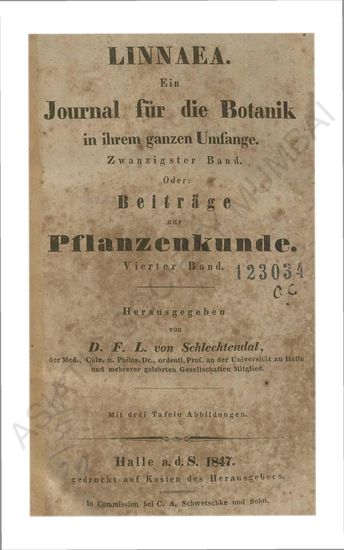 LINNAEA.
Ein
Journal für die Botanik
in ihrem ganzen Umfange.
Zwanzigster Band.
Oder:
Beiträge
zur
Pflanzenkunde.
Vierter Band.
123034
Herausgegeben
von
D. F. L. von Schlechtendal,
der Med., Chir. u. Philos. Dr., ordentl. Prof. an der Universität zu Halle
und mehrerer gelehrten Gesellschaften Mitglied.
Mit drei Tafeln Abbildungen.
Halle a. d. S. 1847.
gedruckt auf Kosten des Herausgebers.
In Commission bei C. A. Schwetschke und Sohn.